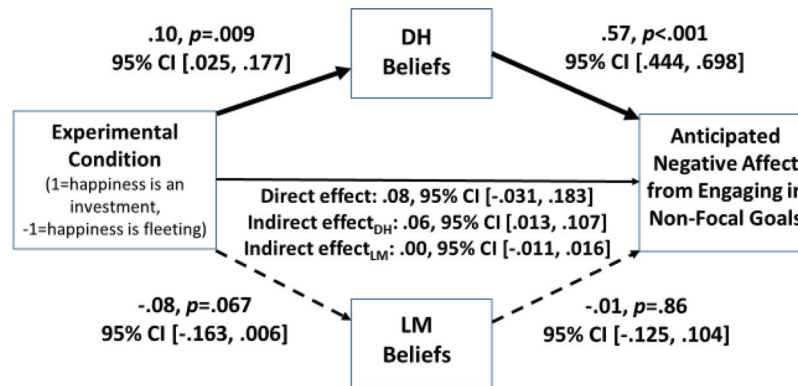 .10, p=.009
95% CI [.025, .177]
DH
Beliefs
.57, p<.001
95% CI [.444, .698]
Experimental
Condition
(1=happiness is an
investment,
-1=happiness is fleeting)
Anticipated
Negative Affect
from Engaging in
Non-Focal Goals
Direct effect: .08, 95% CI [-.031, .183]
Indirect effectDH: .06, 95% CI [.013, .107]
Indirect effectLM: .00, 95% CI [-.011, .016]
-.08, p=.067
95% CI [-.163, .006]
LM
Beliefs
-.01, p=.86
95% CI [-.125, .104]